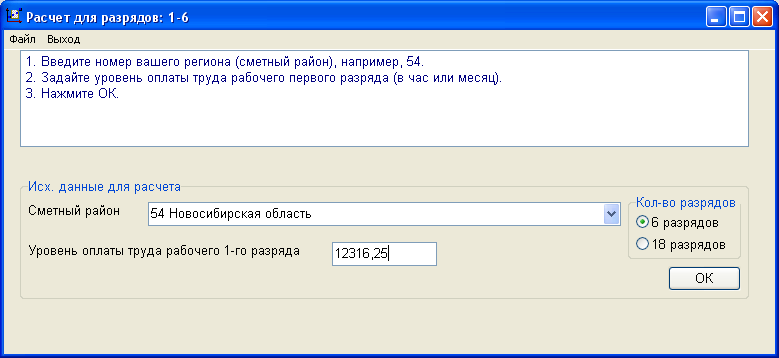 Расчет для разрядов: 1-6
Файл Выход
1. Введите номер вашего региона (сметный район), например, 54.
2. Задайте уровень оплаты труда рабочего первого разряда (в час или месяц).
3. Нажмите ОК.
Исх. данные для расчета
Сметный район
54 Новосибирская область
Кол-во разрядов
6 разрядов
18 разрядов
Уровень оплаты труда рабочего 1-го разряда
12316,25
ОК